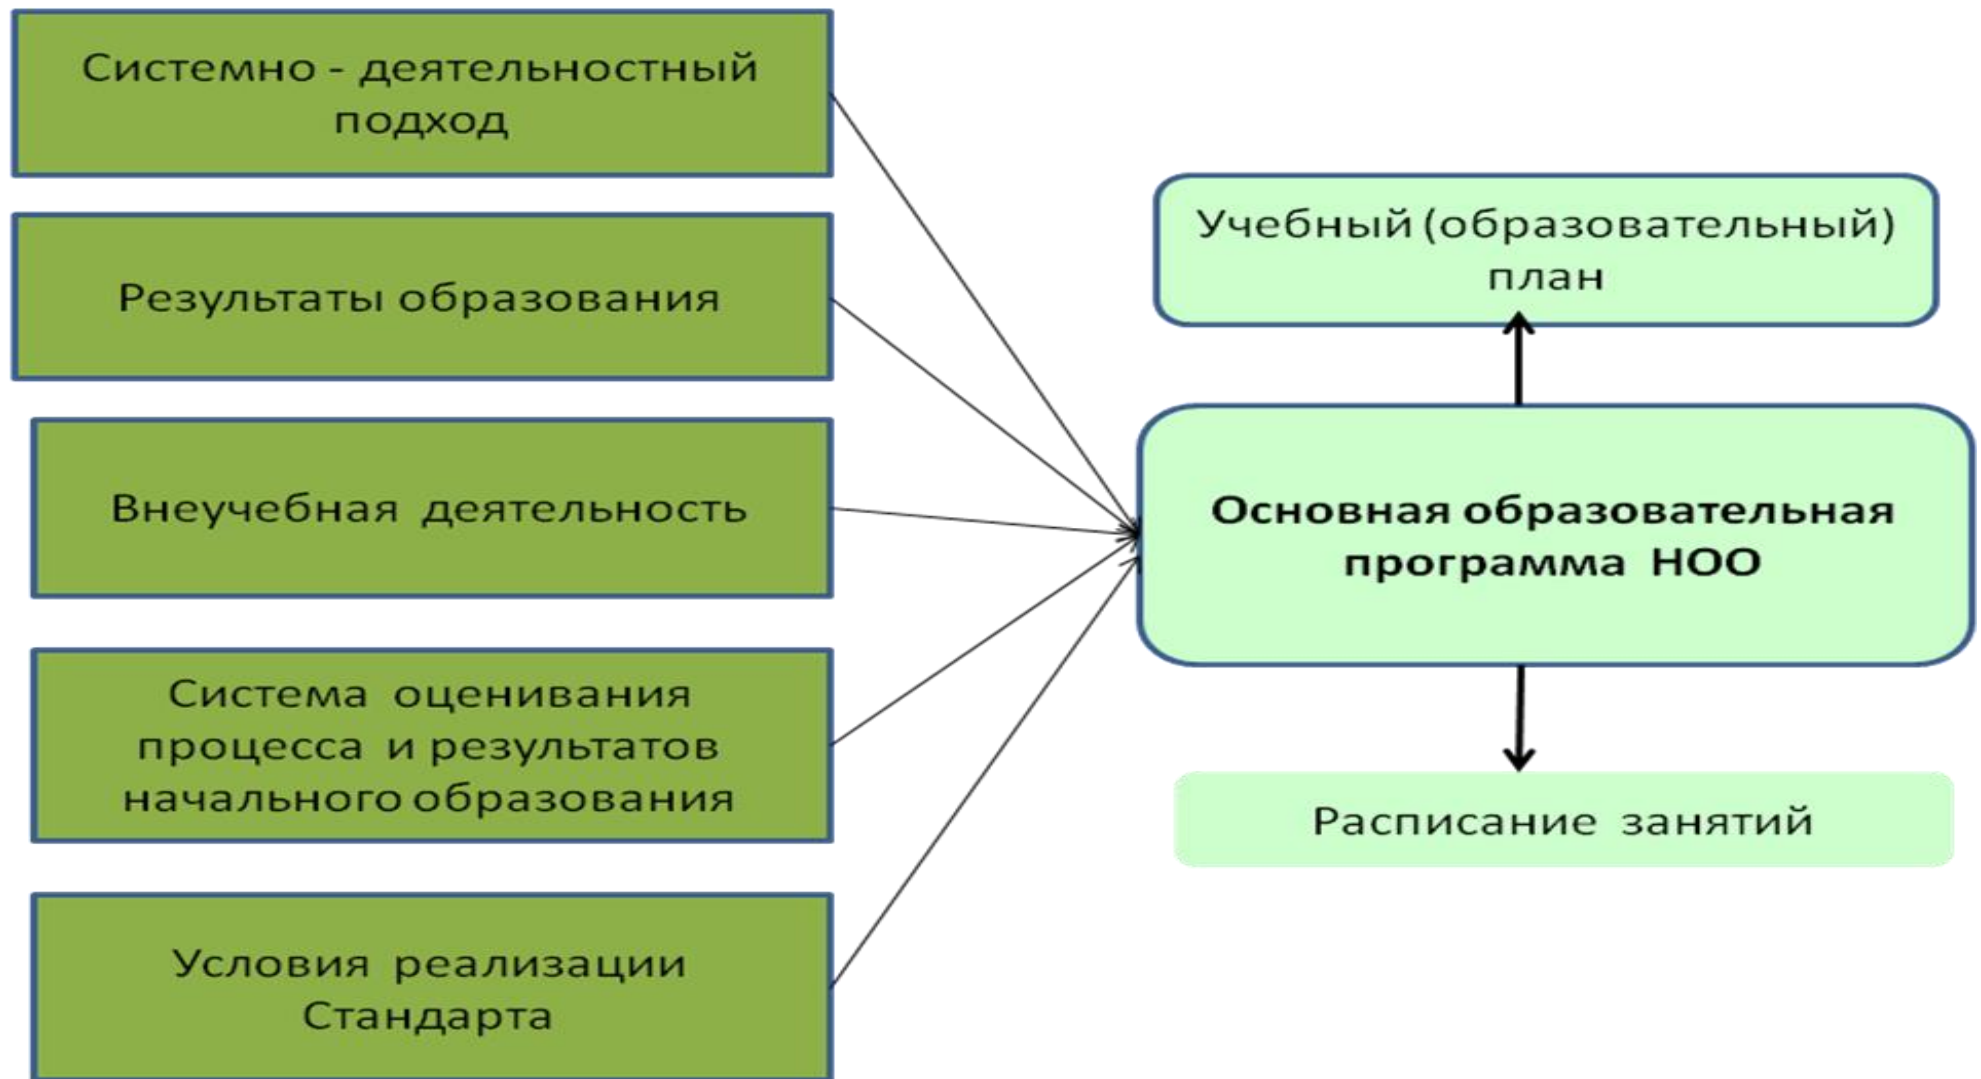 Системно - деятельностный
подход
Результаты образования
Внеучебная деятельность
Система оценивания
процесса и результатов
начального образования
Условия реализации
Стандарта
Учебный (образовательный)
план
Основная образовательная
программа НОО
Расписание занятий